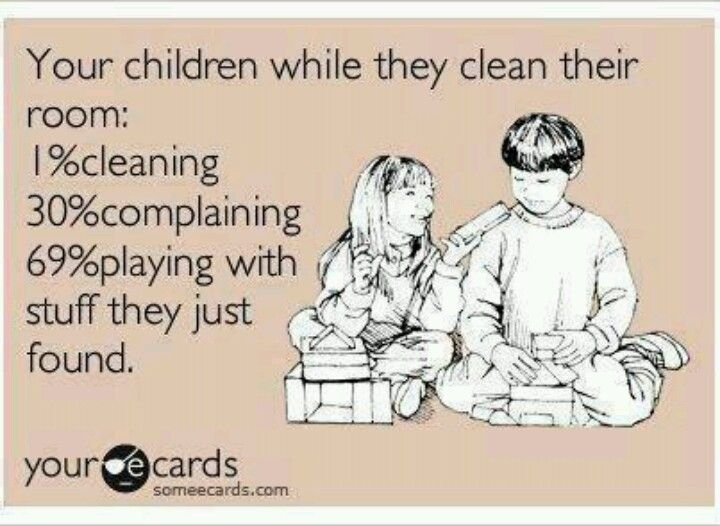 Your children while they clean their
room:
1%cleaning
30%complaining
69%playing with
stuff they just
found.
your e cards
someecards.com